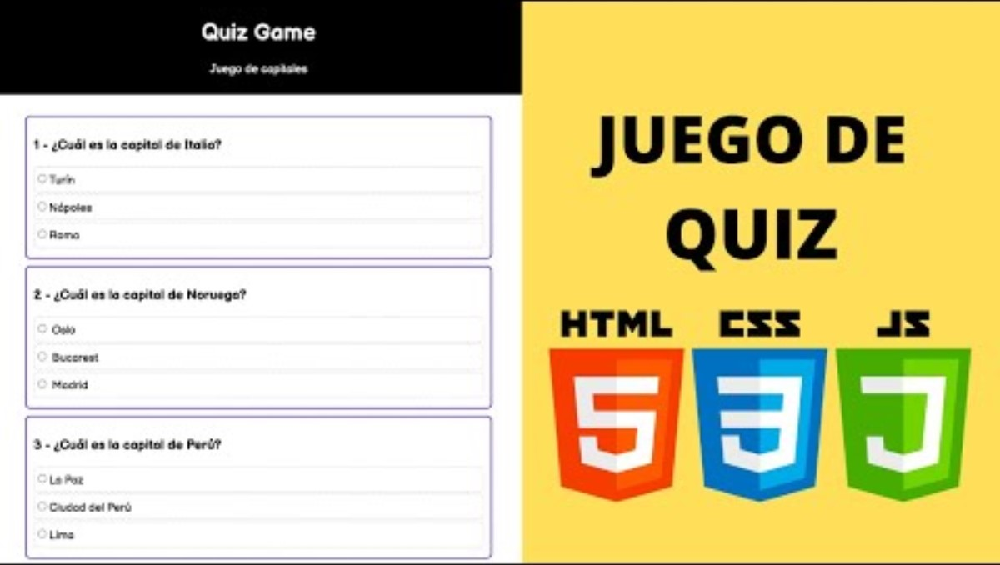 Quiz Game
Juego de capitales
1 - ¿Cuál es la capital de Italia?
Turín
Nápoles
Roma
2 - ¿Cuál es la capital de Noruega?
Oslo
Bucarest
Madrid
3 - ¿Cuál es la capital de Perú?
La Paz
Ciudad del Perú
Lima
JUEGO DE
QUIZ
HTML CSS JS
5 3 J